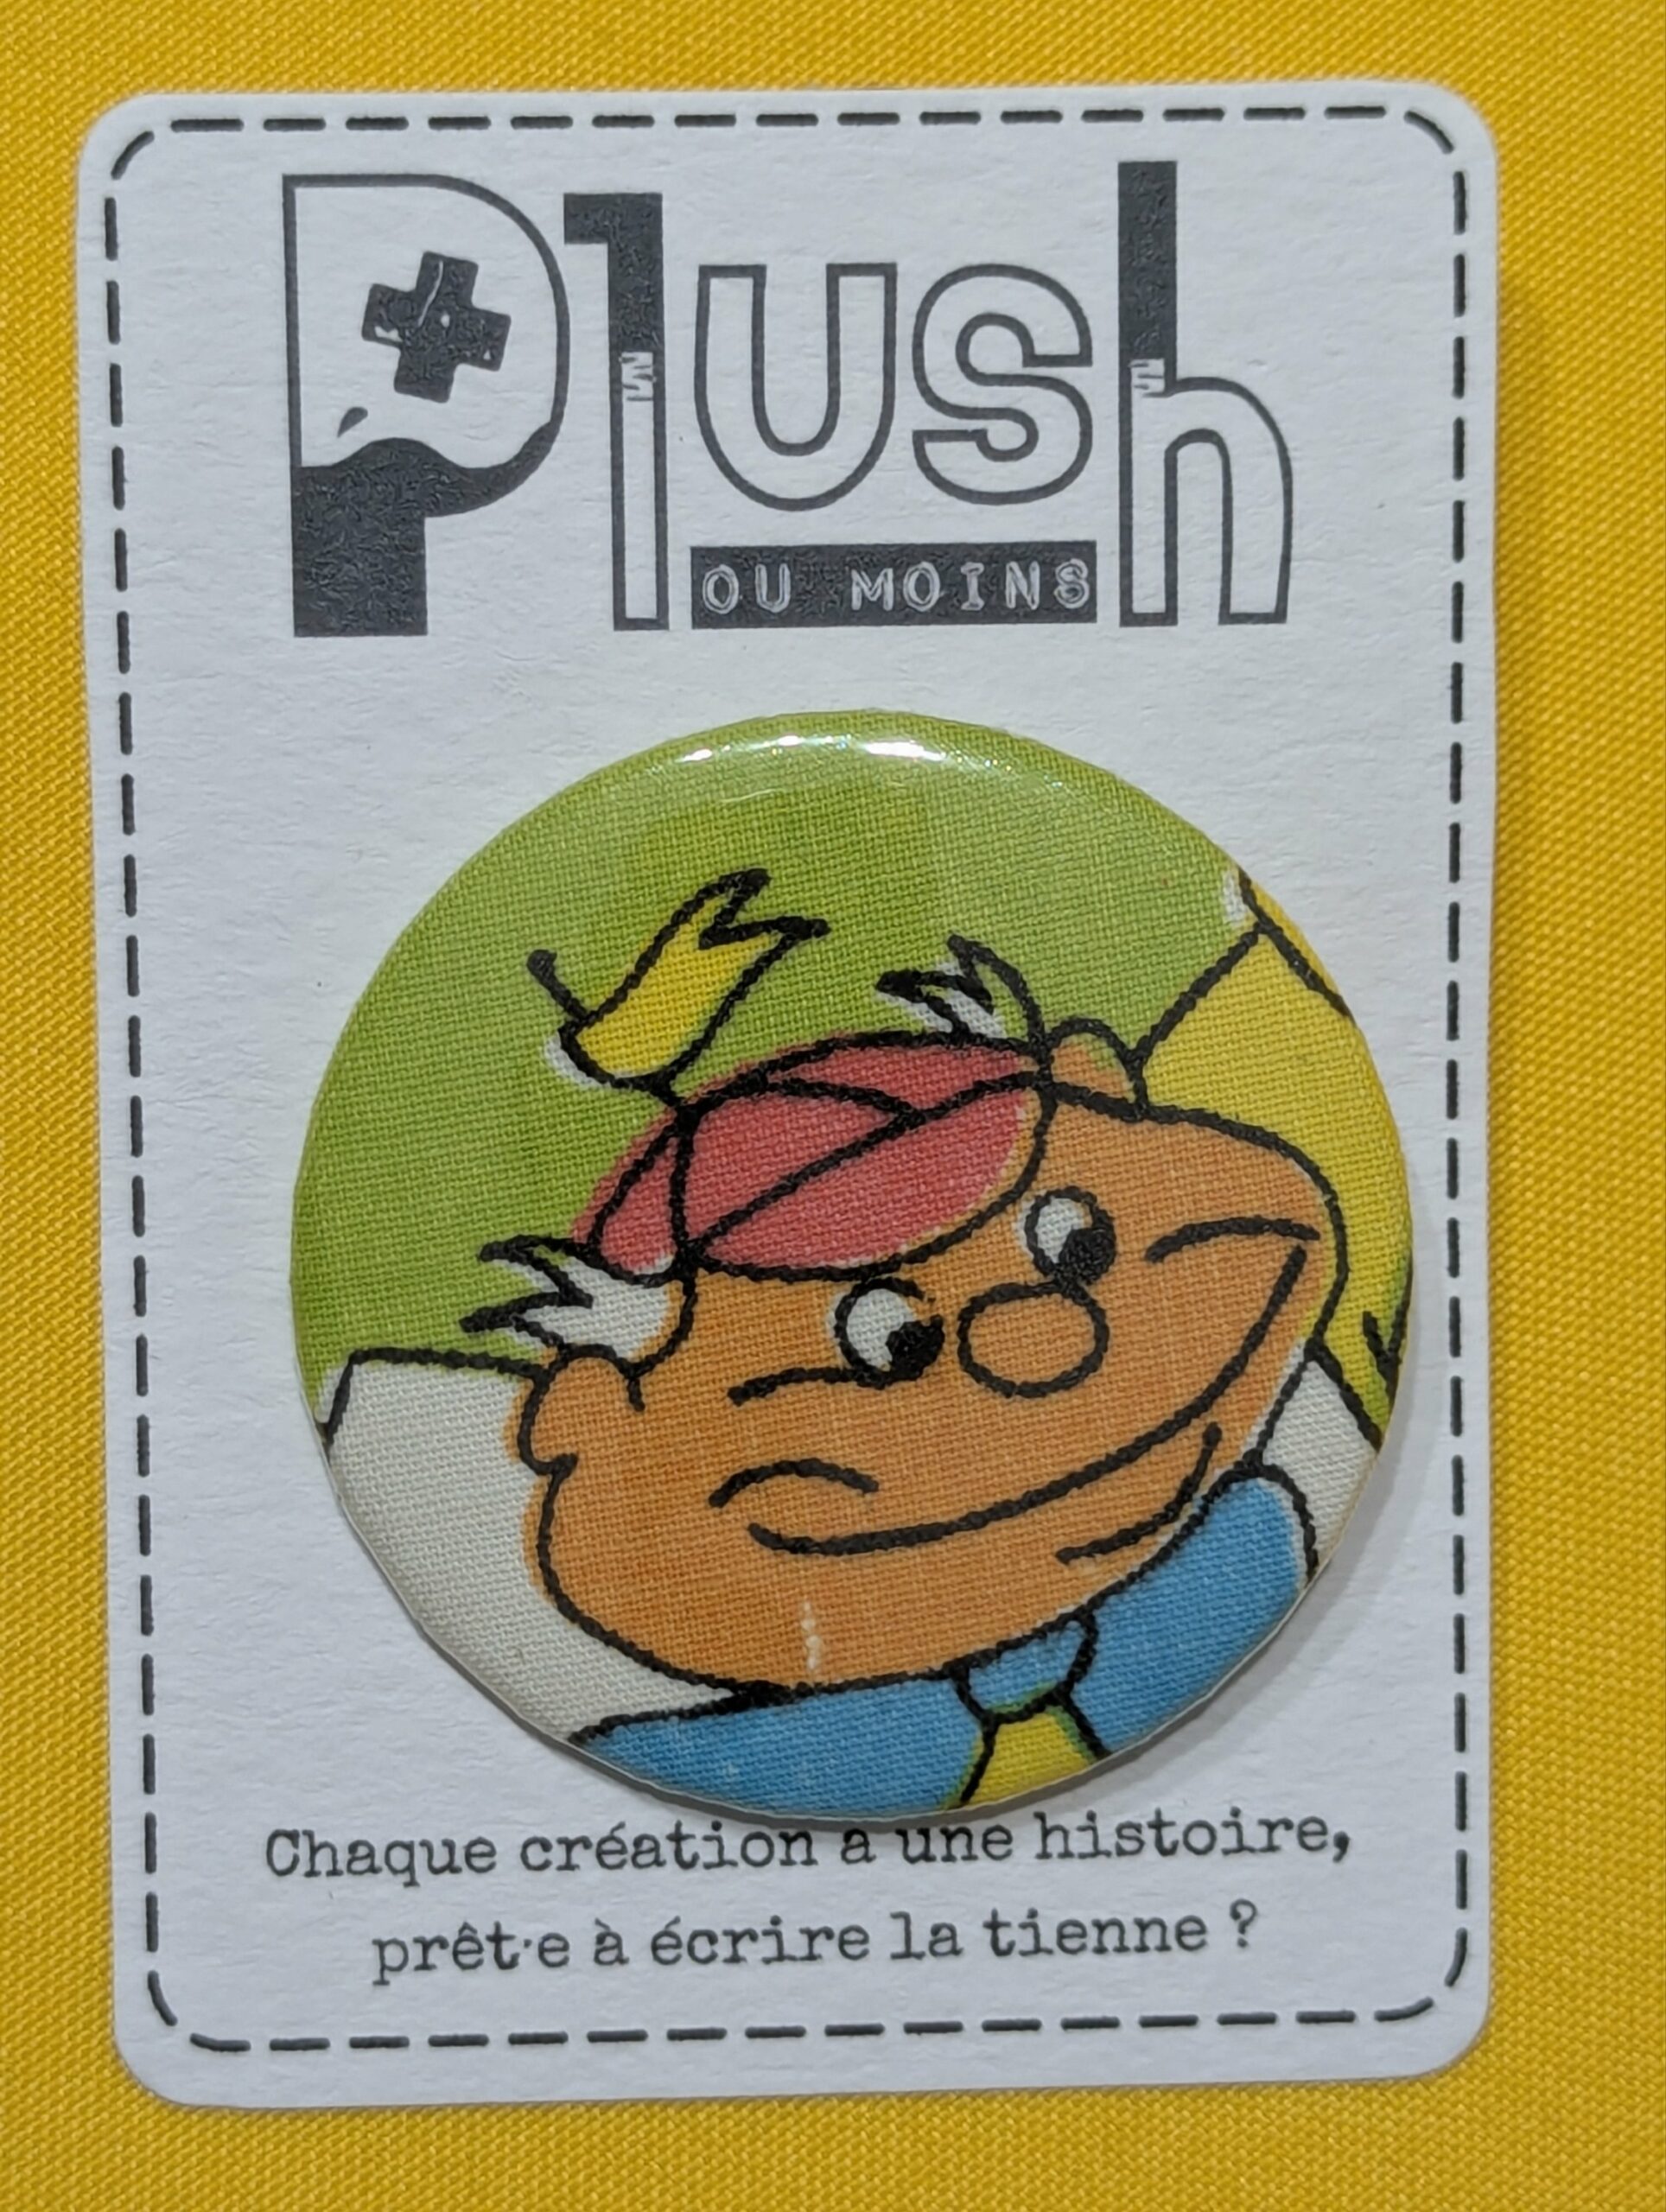 Plush
OU MOINS
Chaque création a une histoire,
prêt·e à écrire la tienne ?